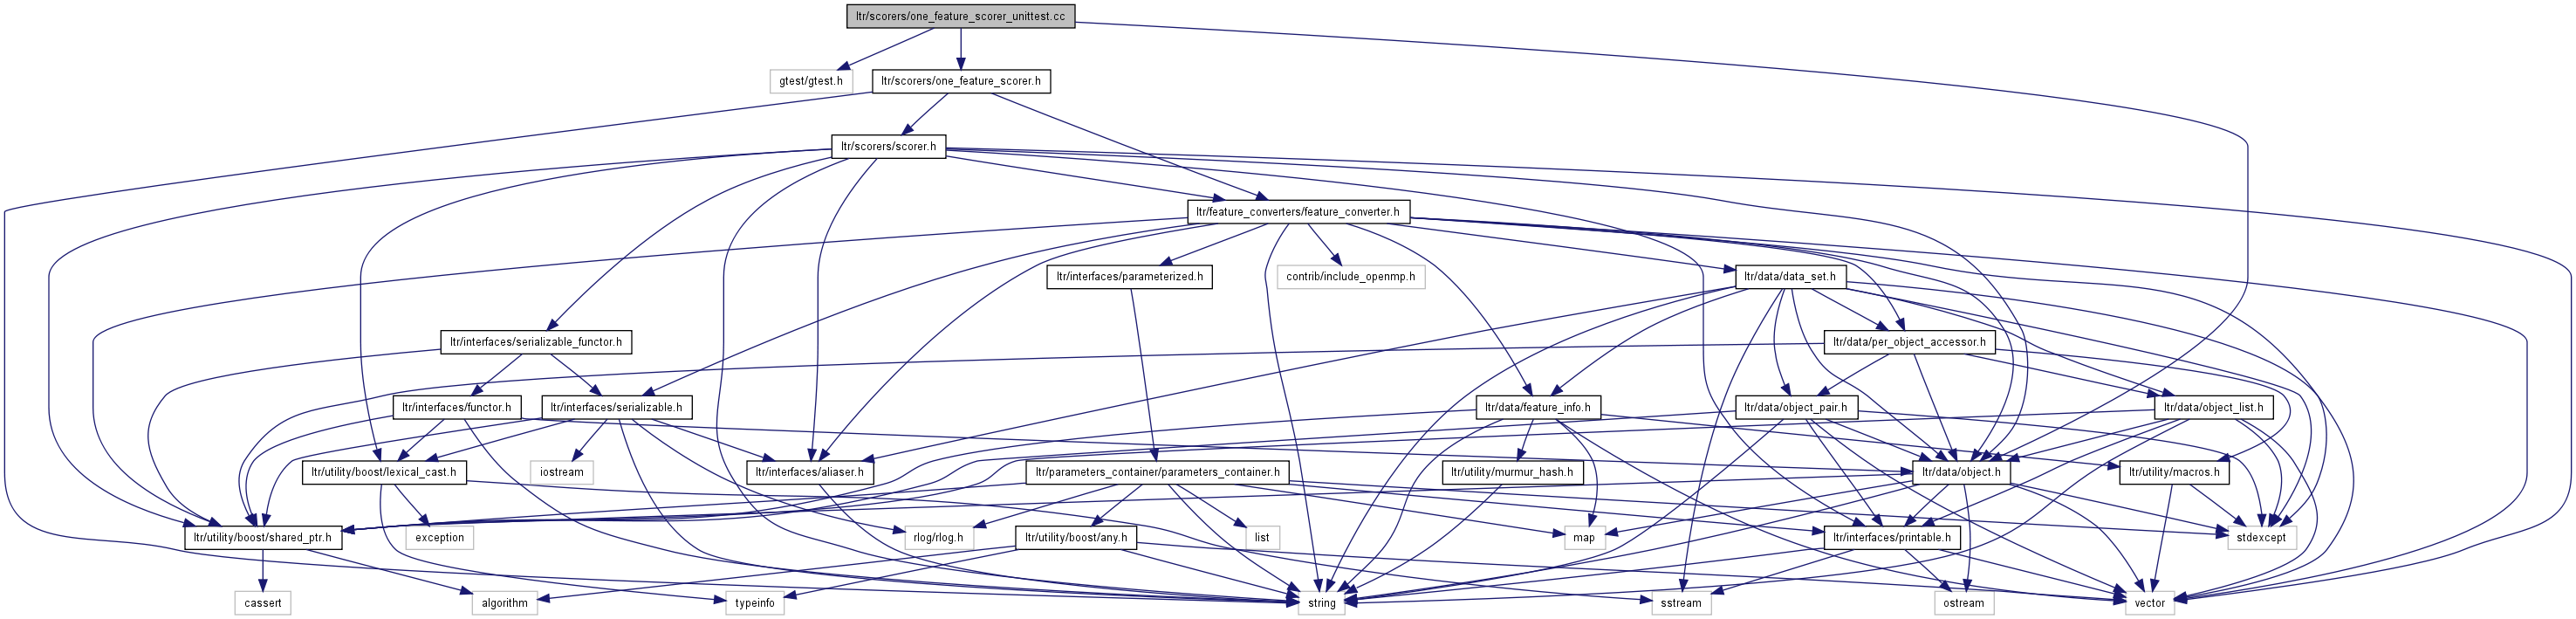 ltr/scorers/one_feature_scorer_unittest.cc
gtest/gtest.h
ltr/scorers/one_feature_scorer.h
ltr/scorers/scorer.h
ltr/feature_converters/feature_converter.h
ltr/interfaces/parameterized.h
contrib/include_openmp.h
ltr/data/data_set.h
ltr/interfaces/serializable_functor.h
ltr/data/per_object_accessor.h
ltr/interfaces/functor.h
ltr/interfaces/serializable.h
ltr/data/feature_info.h
ltr/data/object_pair.h
ltr/data/object_list.h
ltr/utility/boost/lexical_cast.h
iostream
ltr/interfaces/aliaser.h
ltr/parameters_container/parameters_container.h
ltr/utility/murmur_hash.h
ltr/data/object.h
ltr/utility/macros.h
ltr/utility/boost/shared_ptr.h
exception
rlog/rlog.h
ltr/utility/boost/any.h
list
map
ltr/interfaces/printable.h
stdexcept
cassert
algorithm
typeinfo
string
sstream
ostream
vector